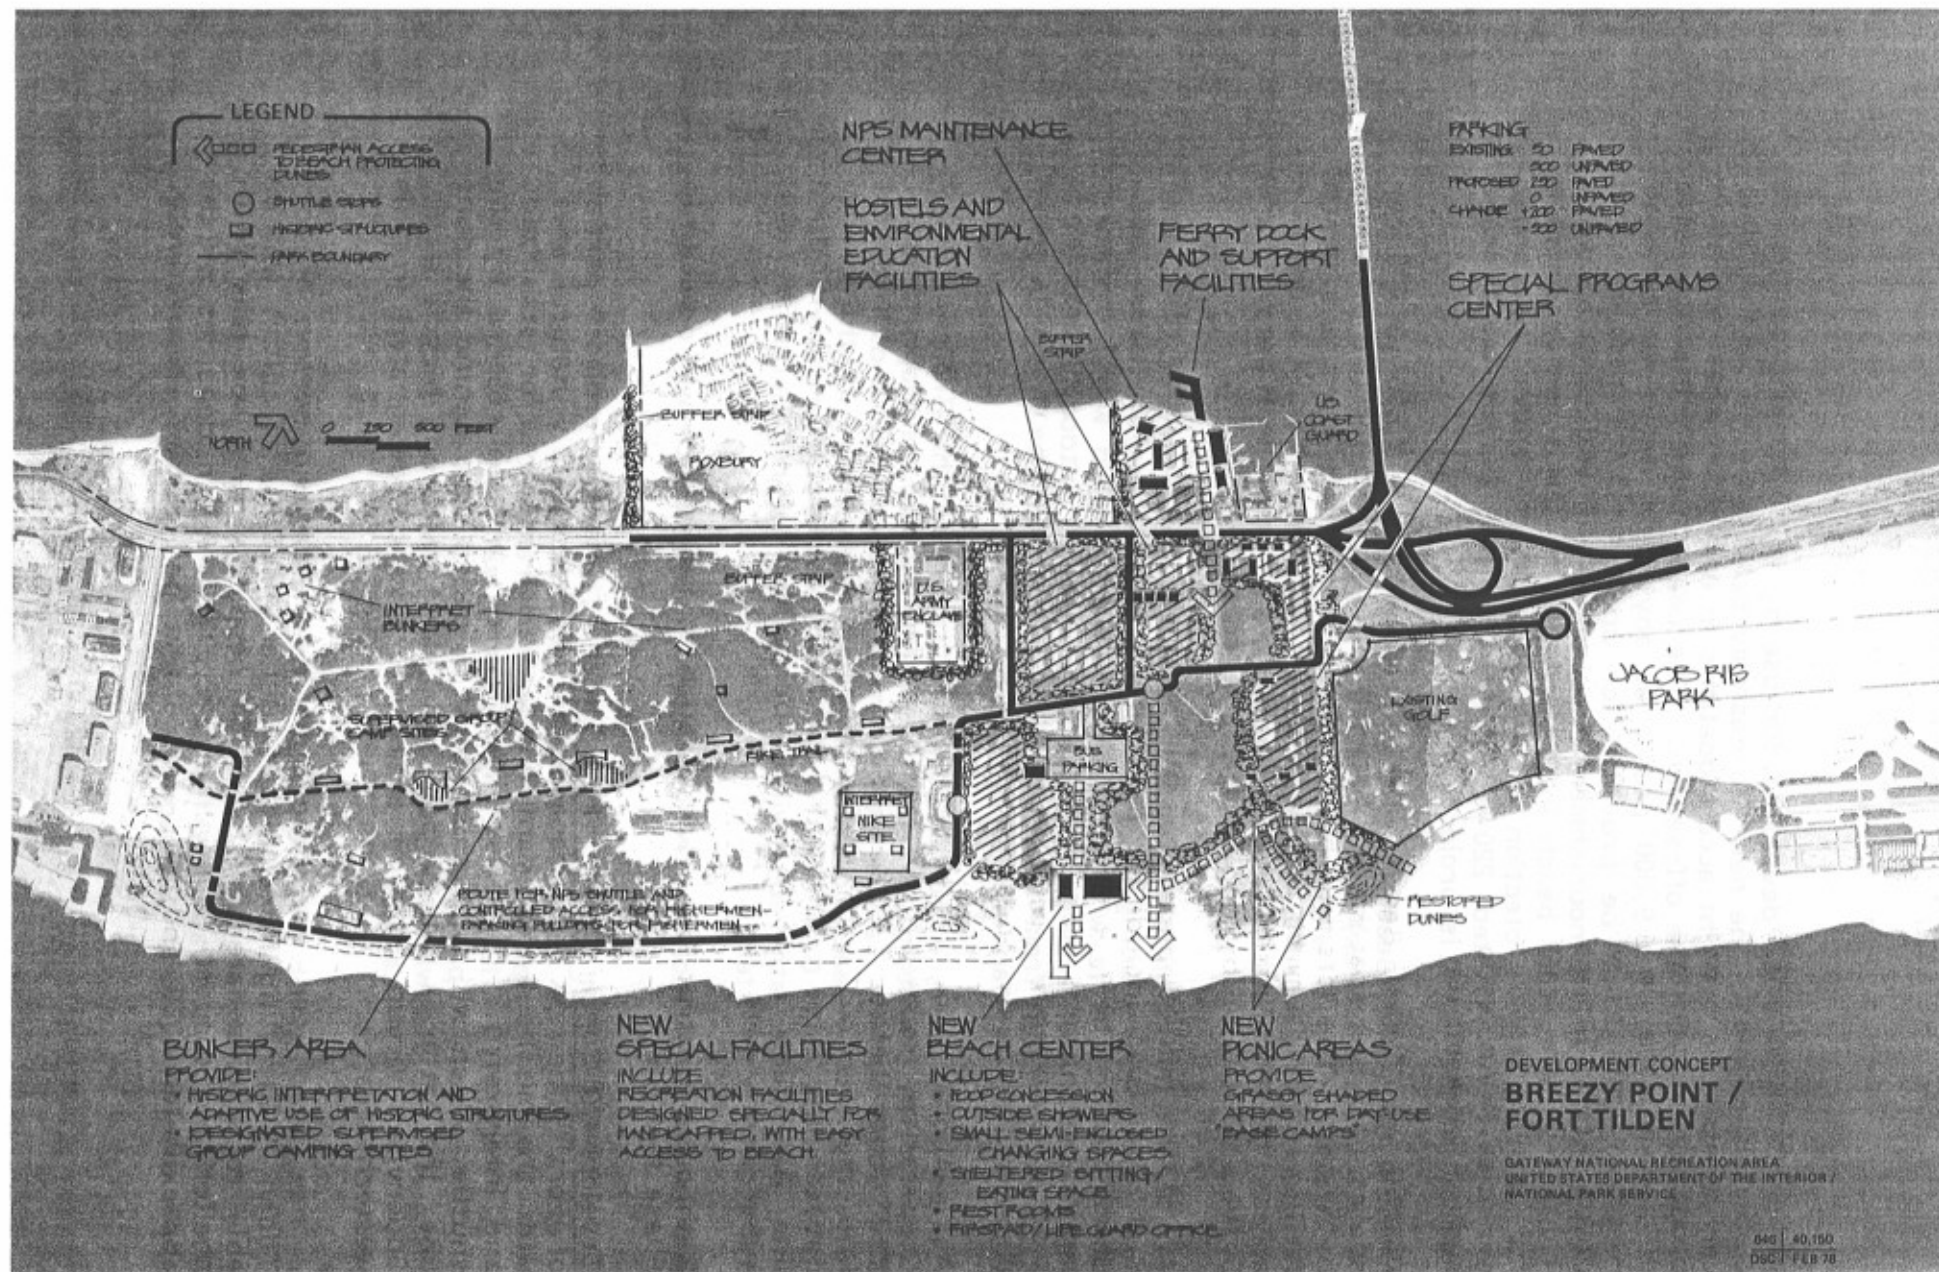 LEGEND
PEDESTRIAN ACCESS
TO BEACH PROTECTING
DUNES
SHUTTLE STOPS
HISTORIC STRUCTURES
PARK BOUNDARY
NPS MAINTENANCE
CENTER
HOSTELS AND
ENVIRONMENTAL
EDUCATION
FACILITIES
FERRY DOCK
AND SUPPORT
FACILITIES
PARKING
EXISTING 50 PAVED
500 UNPAVED
PROPOSED 250 PAVED
0 UNPAVED
CHANGE +200 PAVED
-500 UNPAVED
SPECIAL PROGRAMS
CENTER
BUFFER
STRIP
U.S.
COAST
GUARD
BUFFER STRIP
ROXBURY
NORTH
0 250 500 FEET
BUFFER STRIP
U.S.
ARMY
ENCLAVE
INTERPRET
BUNKERS
SUPERVISED GROUP
CAMP SITES
BIKE TRAIL
BUS
PARKING
EXISTING
GOLF
JACOB RIIS
PARK
INTERPRET
NIKE
SITE
ROUTE FOR NPS SHUTTLE AND
CONTROLLED ACCESS FOR FISHERMEN-
PARKING PULLOFFS FOR FISHERMEN
RESTORED
DUNES
BUNKER AREA
PROVIDE:
• HISTORIC INTERPRETATION AND
ADAPTIVE USE OF HISTORIC STRUCTURES
• DESIGNATED SUPERVISED
GROUP CAMPING SITES
NEW
SPECIAL FACILITIES
INCLUDE
RECREATION FACILITIES
DESIGNED SPECIALLY FOR
HANDICAPPED, WITH EASY
ACCESS TO BEACH
NEW
BEACH CENTER
INCLUDE:
• FOOD CONCESSION
• OUTSIDE SHOWERS
• SMALL SEMI-ENCLOSED
CHANGING SPACES
• SHELTERED SITTING/
EATING SPACE
• REST ROOMS
• FIRST AID/LIFE GUARD OFFICE
NEW
PICNIC AREAS
PROVIDE
GRASSY SHADED
AREAS FOR DAY-USE
"BASE CAMPS"
DEVELOPMENT CONCEPT
BREEZY POINT /
FORT TILDEN
GATEWAY NATIONAL RECREATION AREA
UNITED STATES DEPARTMENT OF THE INTERIOR /
NATIONAL PARK SERVICE
646 | 40,150
DSC | FEB 78